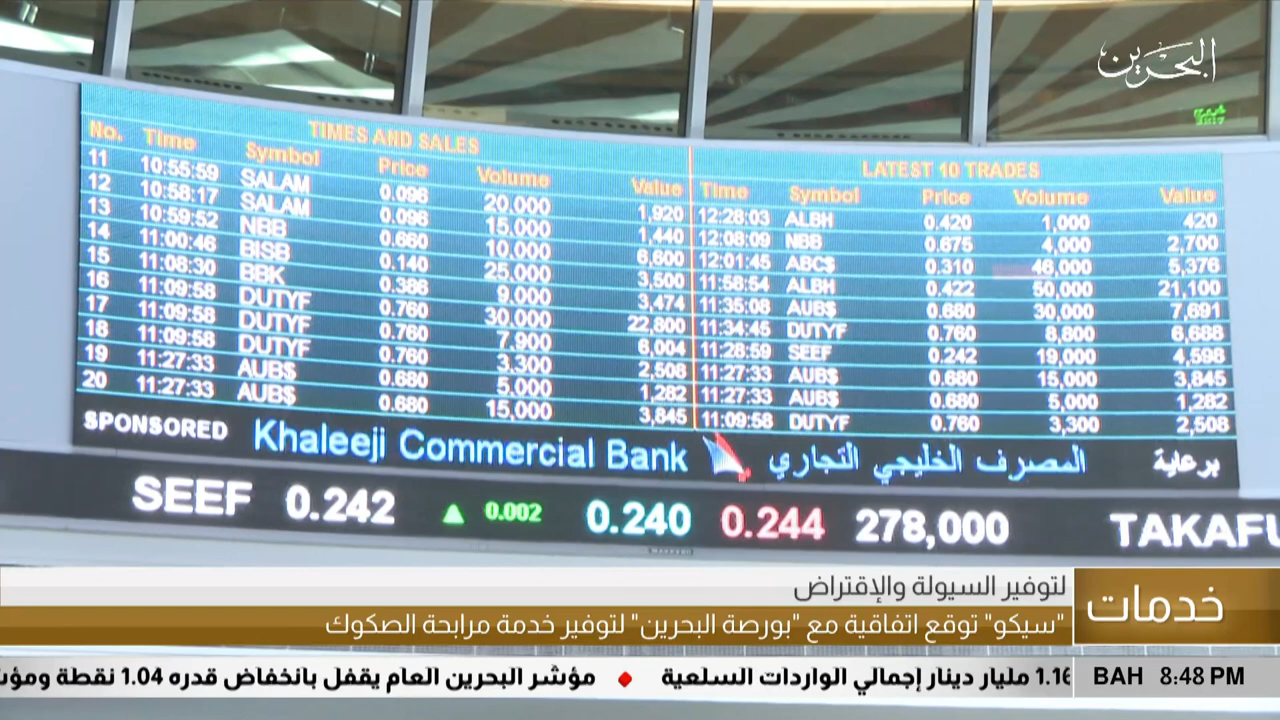 البحرين
TIMES AND SALES
No. Time Symbol Price Volume Value
11 10:55:59 SALAM 0.096 20,000 1,920
12 10:58:17 SALAM 0.096 15,000 1,440
13 10:59:52 NBB 0.660 10,000 6,600
14 11:00:46 BISB 0.140 25,000 3,500
15 11:08:30 BBK 0.386 9,000 3,474
16 11:09:58 DUTYF 0.760 30,000 22,800
17 11:09:58 DUTYF 0.760 7,900 6,004
18 11:09:58 DUTYF 0.760 3,300 2,508
19 11:27:33 AUB$ 0.680 5,000 1,282
20 11:27:33 AUB$ 0.680 15,000 3,845
LATEST 10 TRADES
Time Symbol Price Volume Value
12:28:03 ALBH 0.420 1,000 420
12:08:09 NBB 0.675 4,000 2,700
12:01:45 ABC$ 0.310 46,000 5,376
11:58:54 ALBH 0.422 50,000 21,100
11:35:08 AUB$ 0.680 30,000 7,691
11:34:45 DUTYF 0.760 8,800 6,688
11:28:59 SEEF 0.242 19,000 4,598
11:27:33 AUB$ 0.680 15,000 3,845
11:27:33 AUB$ 0.680 5,000 1,282
11:09:58 DUTYF 0.760 3,300 2,508
SPONSORED Khaleeji Commercial Bank المصرف الخليجي التجاري برعاية
SEEF 0.242 ▲ 0.002 0.240 0.244 278,000 TAKAFU
خدمات
لتوفير السيولة والإقتراض
"سيكو" توقع اتفاقية مع "بورصة البحرين" لتوفير خدمة مرابحة الصكوك
BAH 8:48 PM
1.16 مليار دينار إجمالي الواردات السلعية ♦ مؤشر البحرين العام يقفل بانخفاض قدره 1.04 نقطة ومؤش